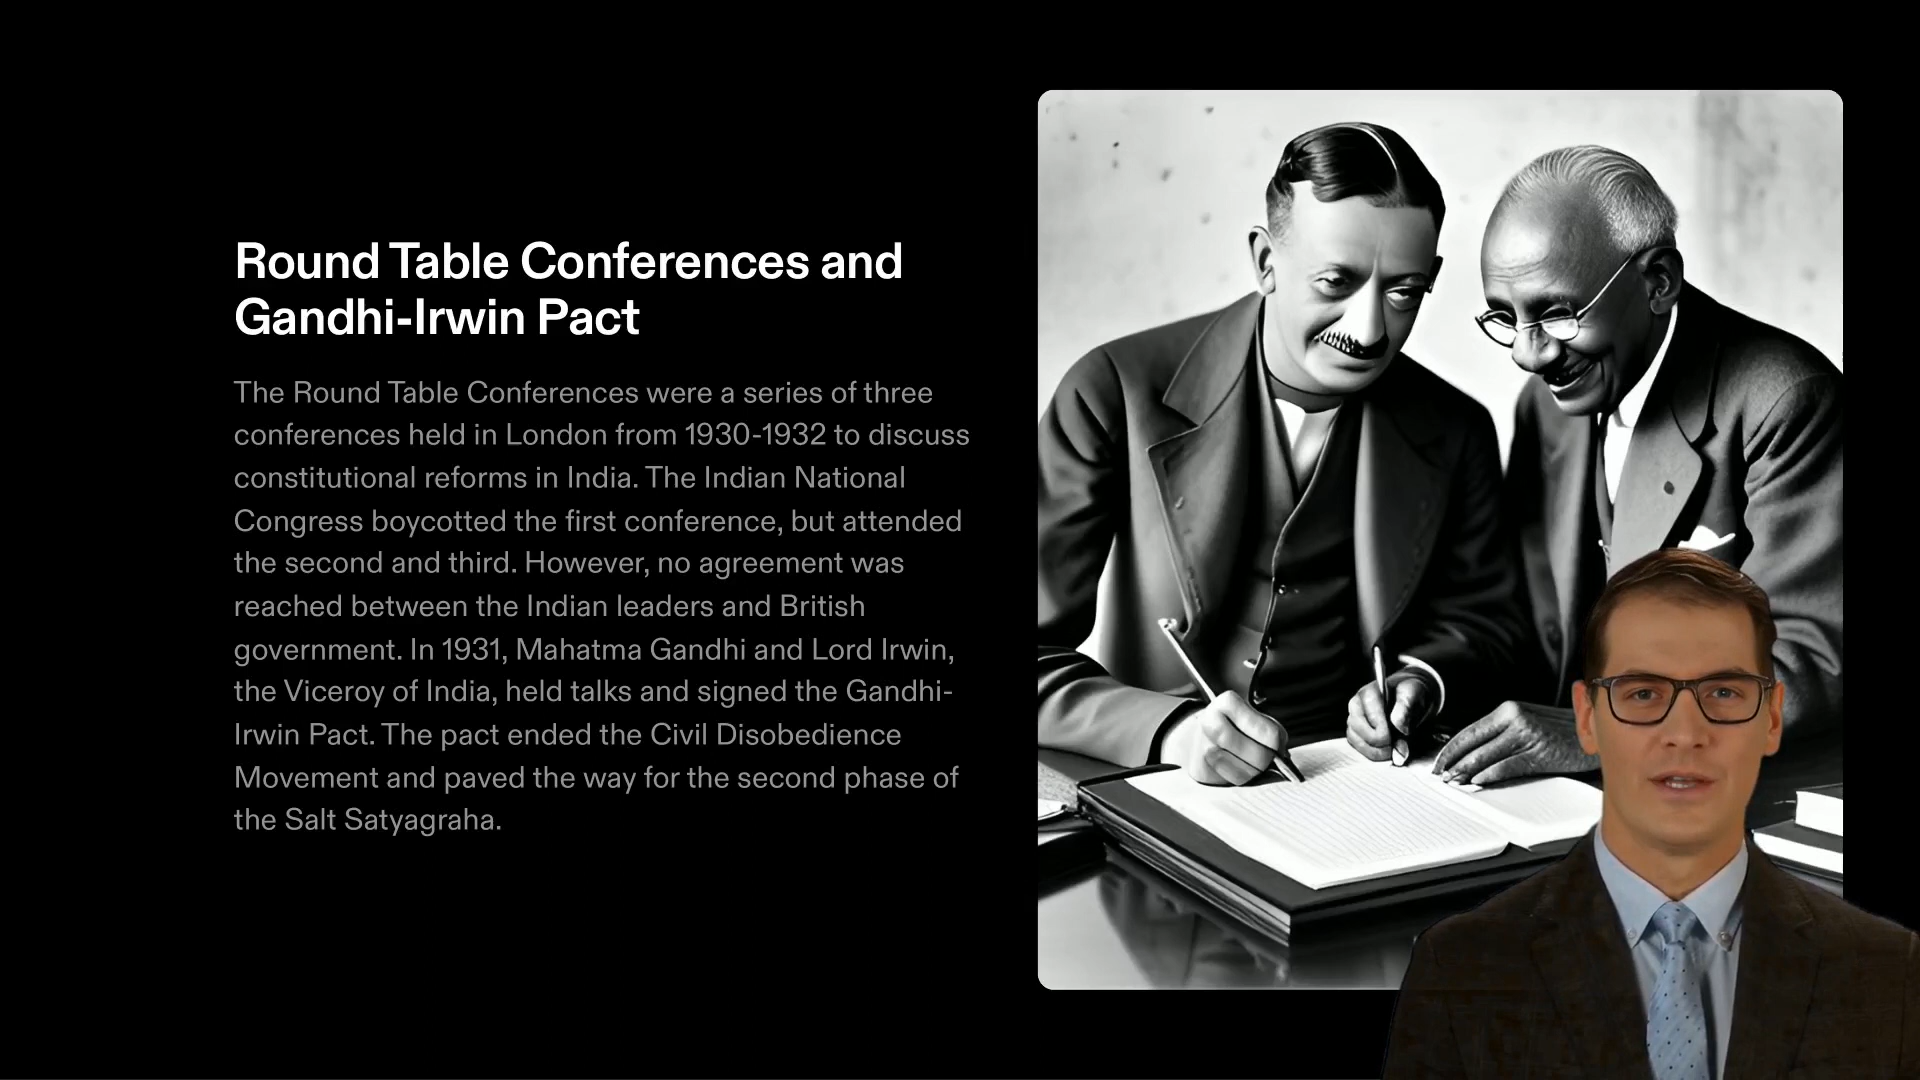 Round Table Conferences and
Gandhi-Irwin Pact
The Round Table Conferences were a series of three
conferences held in London from 1930-1932 to discuss
constitutional reforms in India. The Indian National
Congress boycotted the first conference, but attended
the second and third. However, no agreement was
reached between the Indian leaders and British
government. In 1931, Mahatma Gandhi and Lord Irwin,
the Viceroy of India, held talks and signed the Gandhi-
Irwin Pact. The pact ended the Civil Disobedience
Movement and paved the way for the second phase of
the Salt Satyagraha.